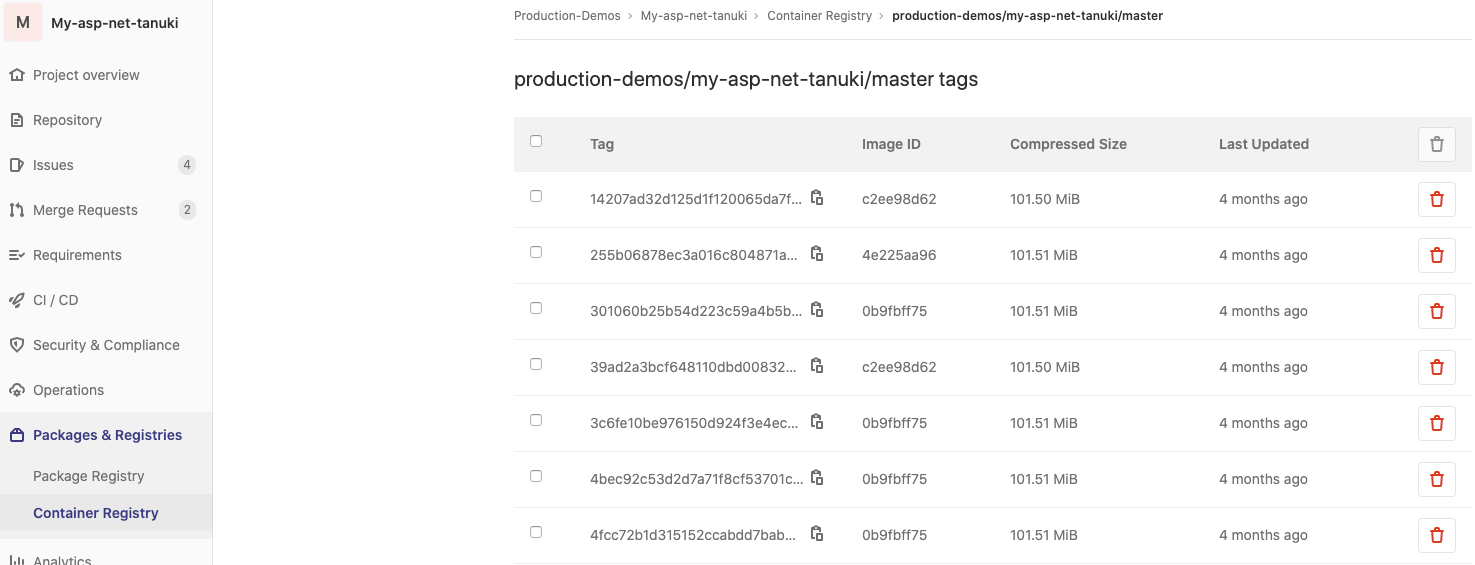 M My-asp-net-tanuki
Project overview
Repository
Issues 4
Merge Requests 2
Requirements
CI / CD
Security & Compliance
Operations
Packages & Registries
Package Registry
Container Registry
Analytics
Production-Demos › My-asp-net-tanuki › Container Registry › production-demos/my-asp-net-tanuki/master
production-demos/my-asp-net-tanuki/master tags
Tag Image ID Compressed Size Last Updated
14207ad32d125d1f120065da7f... c2ee98d62 101.50 MiB 4 months ago
255b06878ec3a016c804871a... 4e225aa96 101.51 MiB 4 months ago
301060b25b54d223c59a4b5b... 0b9fbff75 101.51 MiB 4 months ago
39ad2a3bcf648110dbd00832... c2ee98d62 101.50 MiB 4 months ago
3c6fe10be976150d924f3e4ec... 0b9fbff75 101.51 MiB 4 months ago
4bec92c53d2d7a71f8cf53701c... 0b9fbff75 101.51 MiB 4 months ago
4fcc72b1d315152ccabdd7bab... 0b9fbff75 101.51 MiB 4 months ago